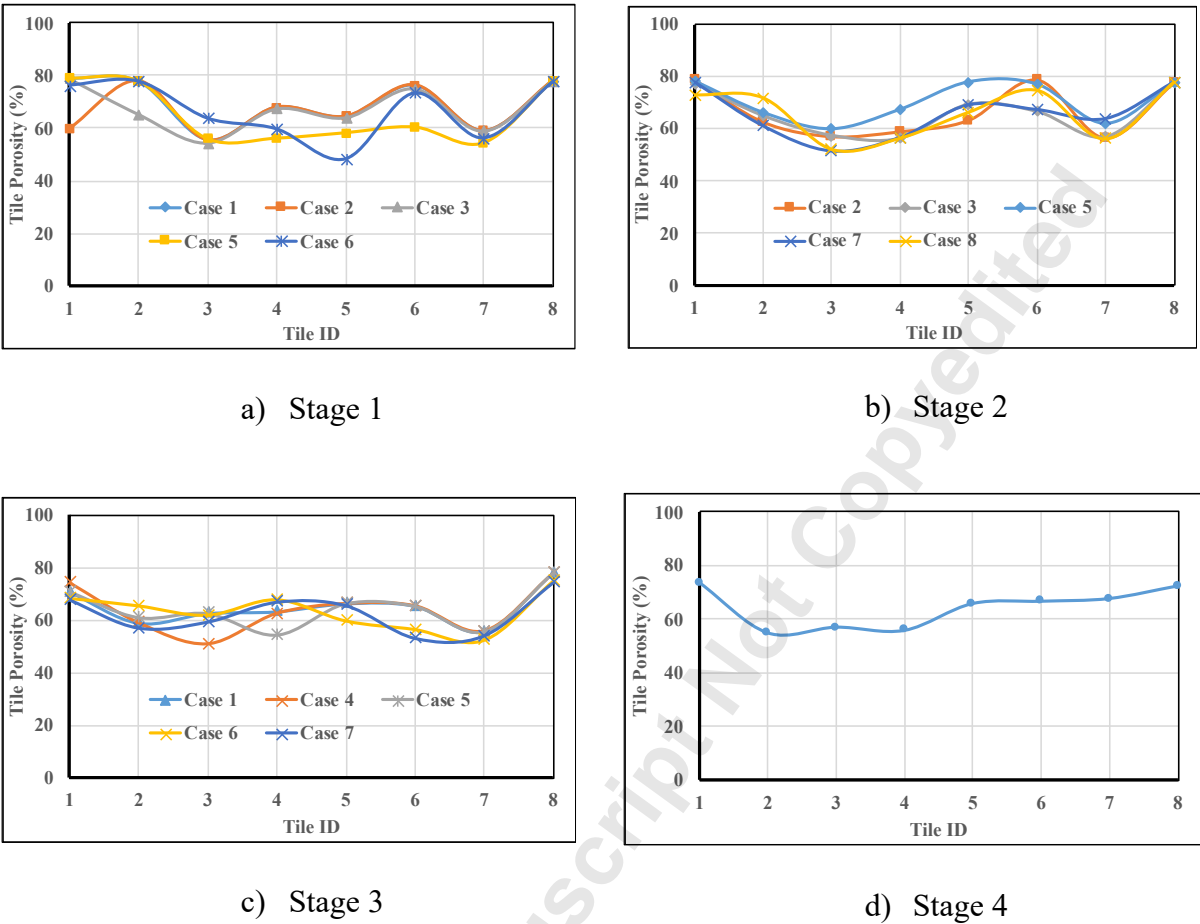 100
80
60
40
20
0
Tile Porosity (%)
Case 1 Case 2 Case 3
Case 5 Case 6
1 2 3 4 5 6 7 8
Tile ID
a) Stage 1
100
80
60
40
20
0
Tile Porosity (%)
Case 2 Case 3 Case 5
Case 7 Case 8
1 2 3 4 5 6 7 8
Tile ID
b) Stage 2
100
80
60
40
20
0
Tile Porosity (%)
Case 1 Case 4 Case 5
Case 6 Case 7
1 2 3 4 5 6 7 8
Tile ID
c) Stage 3
100
80
60
40
20
0
Tile Porosity (%)
1 2 3 4 5 6 7 8
Tile ID
d) Stage 4
uscript Not Copyedited